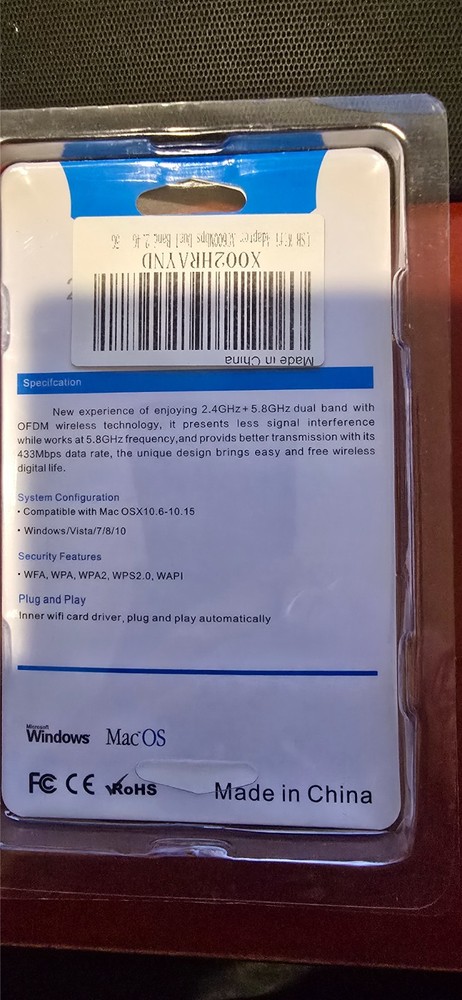 USB WiFi Adapter AC600Mbps Dual Band 2.4G 5G
X002HRAYND
Made in China
Specifcation
New experience of enjoying 2.4GHz+5.8GHz dual band with
OFDM wireless technology, it presents less signal interference
while works at 5.8GHz frequency,and provids better transmission with its
433Mbps data rate, the unique design brings easy and free wireless
digital life.
System Configuration
· Compatible with Mac OSX10.6-10.15
· Windows/Vista/7/8/10
Security Features
· WFA, WPA, WPA2, WPS2.0, WAPI
Plug and Play
Inner wifi card driver, plug and play automatically
Microsoft
Windows Mac OS
FC CE RoHS Made in China